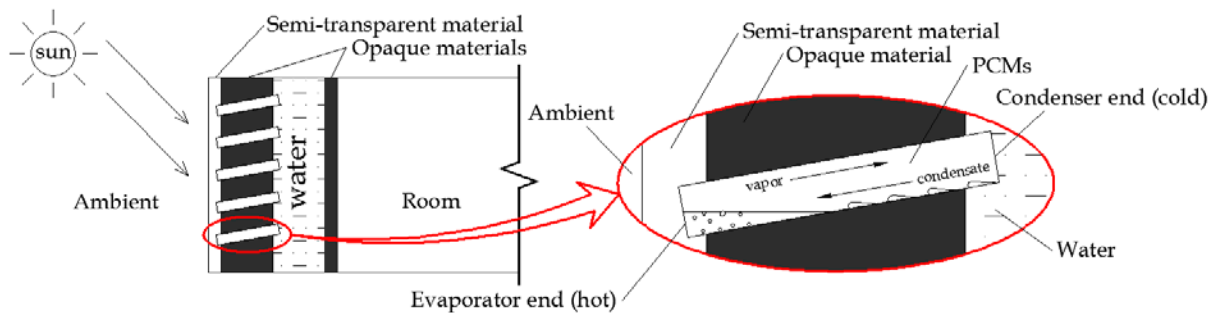 Semi-transparent material
Opaque materials
sun
water
Ambient
Room
Semi-transparent material
Opaque material
PCMs
Condenser end (cold)
Ambient
vapor
condensate
Water
Evaporator end (hot)